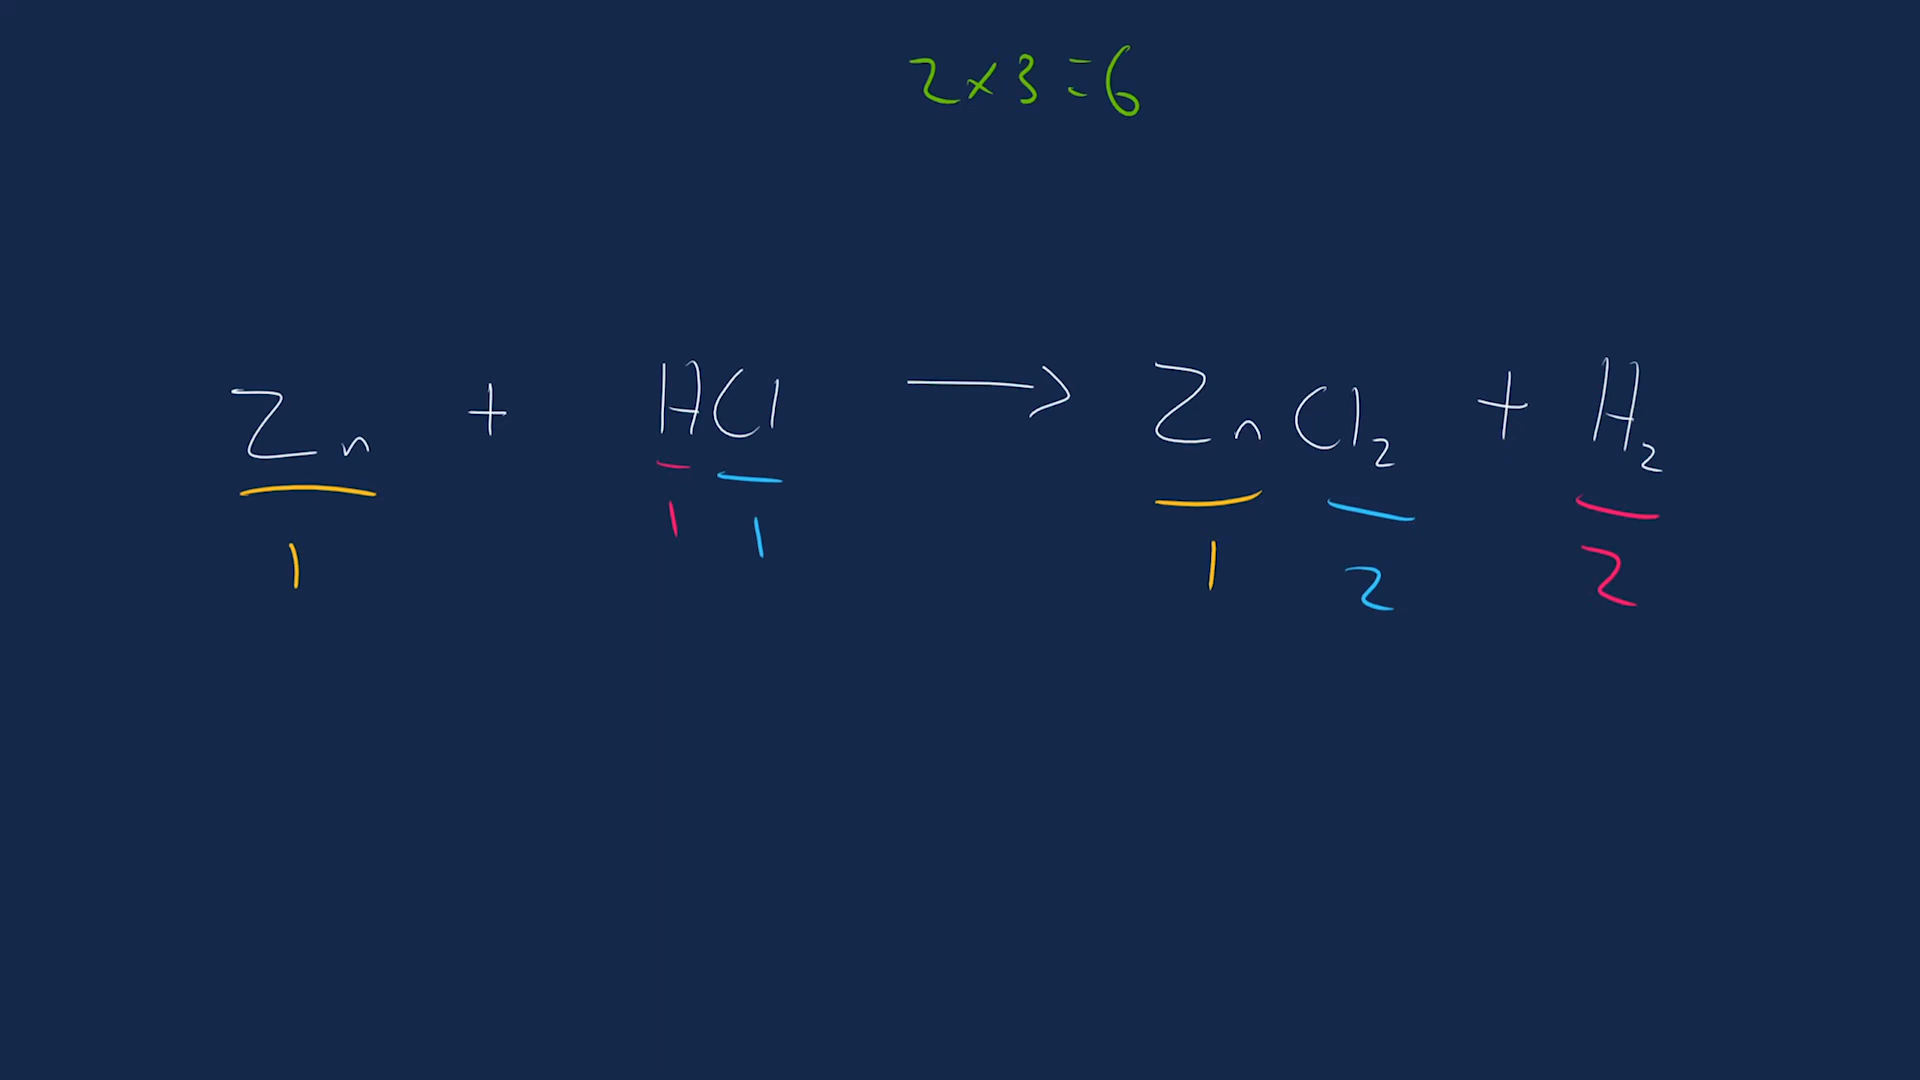 2 × 3 = 6
Zn + HCl → ZnCl₂ + H₂
1 1 1 1 2 2